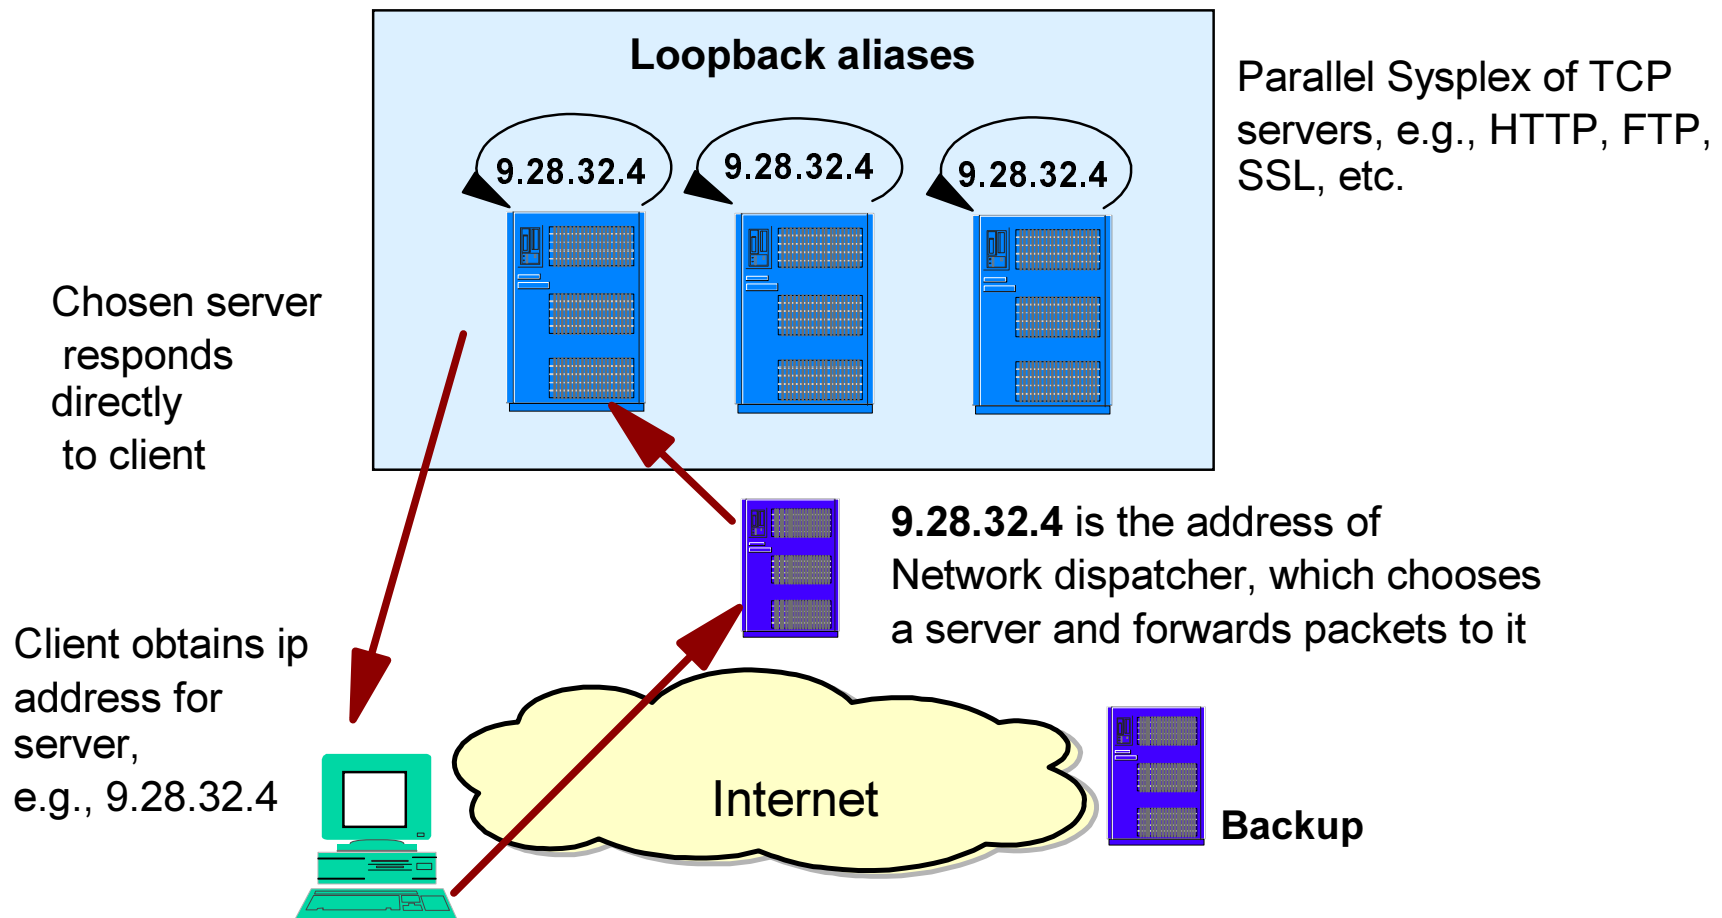 Loopback aliases
Parallel Sysplex of TCP
servers, e.g., HTTP, FTP,
SSL, etc.
9.28.32.4
9.28.32.4
9.28.32.4
Chosen server
responds
directly
to client
9.28.32.4 is the address of
Network dispatcher, which chooses
a server and forwards packets to it
Client obtains ip
address for
server,
e.g., 9.28.32.4
Internet
Backup